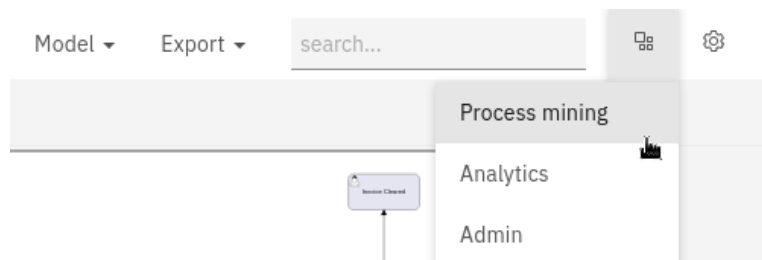 Model Export search...
Process mining
Analytics
Invoice Cleared
Admin